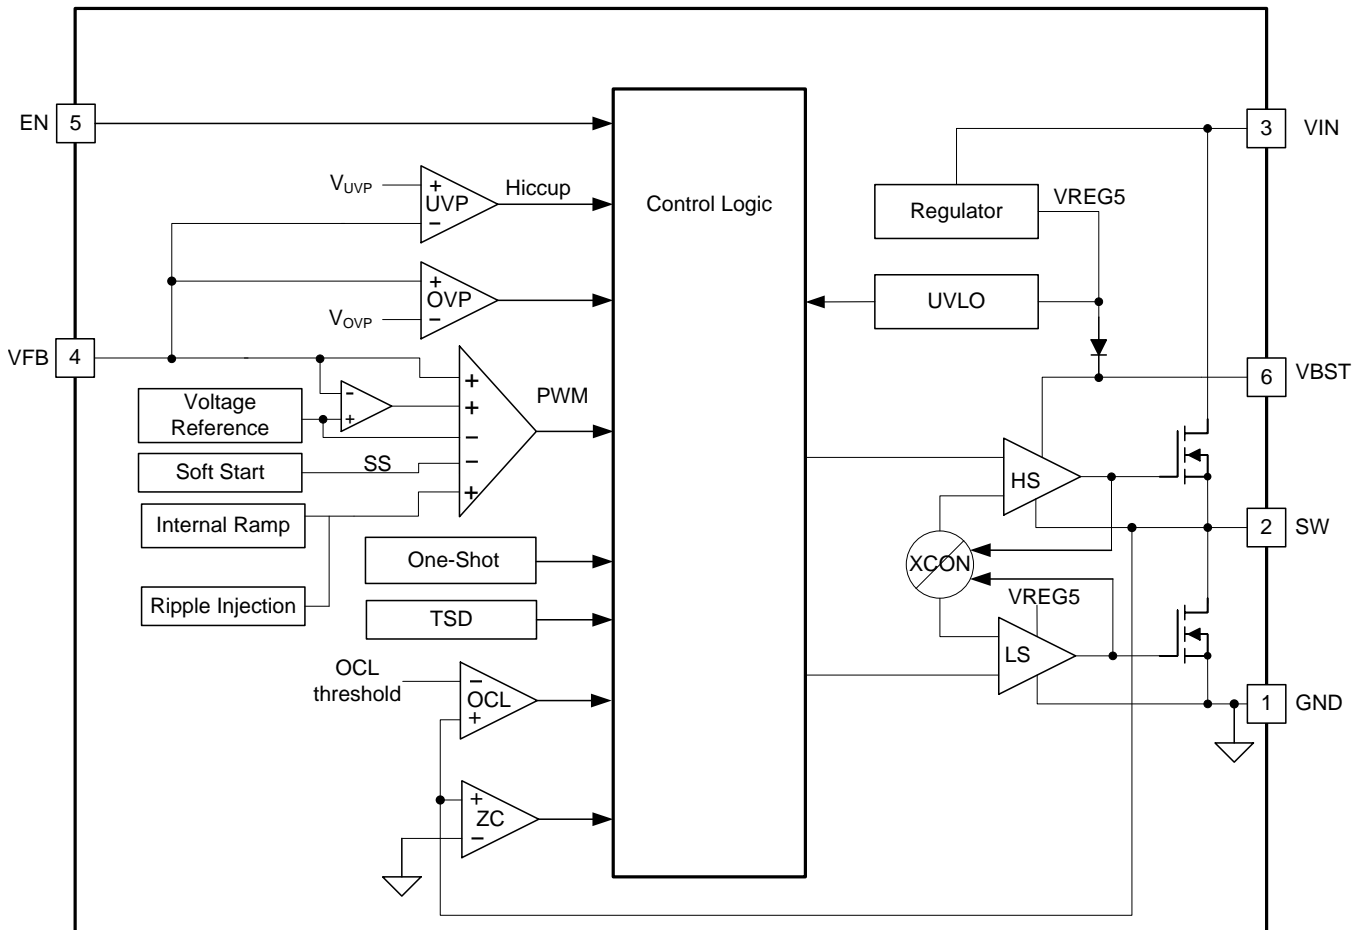 EN
5
3
VIN
V_UVP
+
UVP
−
Hiccup
Control Logic
Regulator
VREG5
+
OVP
−
V_OVP
UVLO
VFB
4
6
VBST
Voltage
Reference
-
+
+
+
−
−
+
PWM
Soft Start
SS
HS
Internal Ramp
2
SW
One-Shot
XCON
Ripple Injection
VREG5
TSD
LS
OCL
threshold
−
OCL
+
1
GND
+
ZC
−